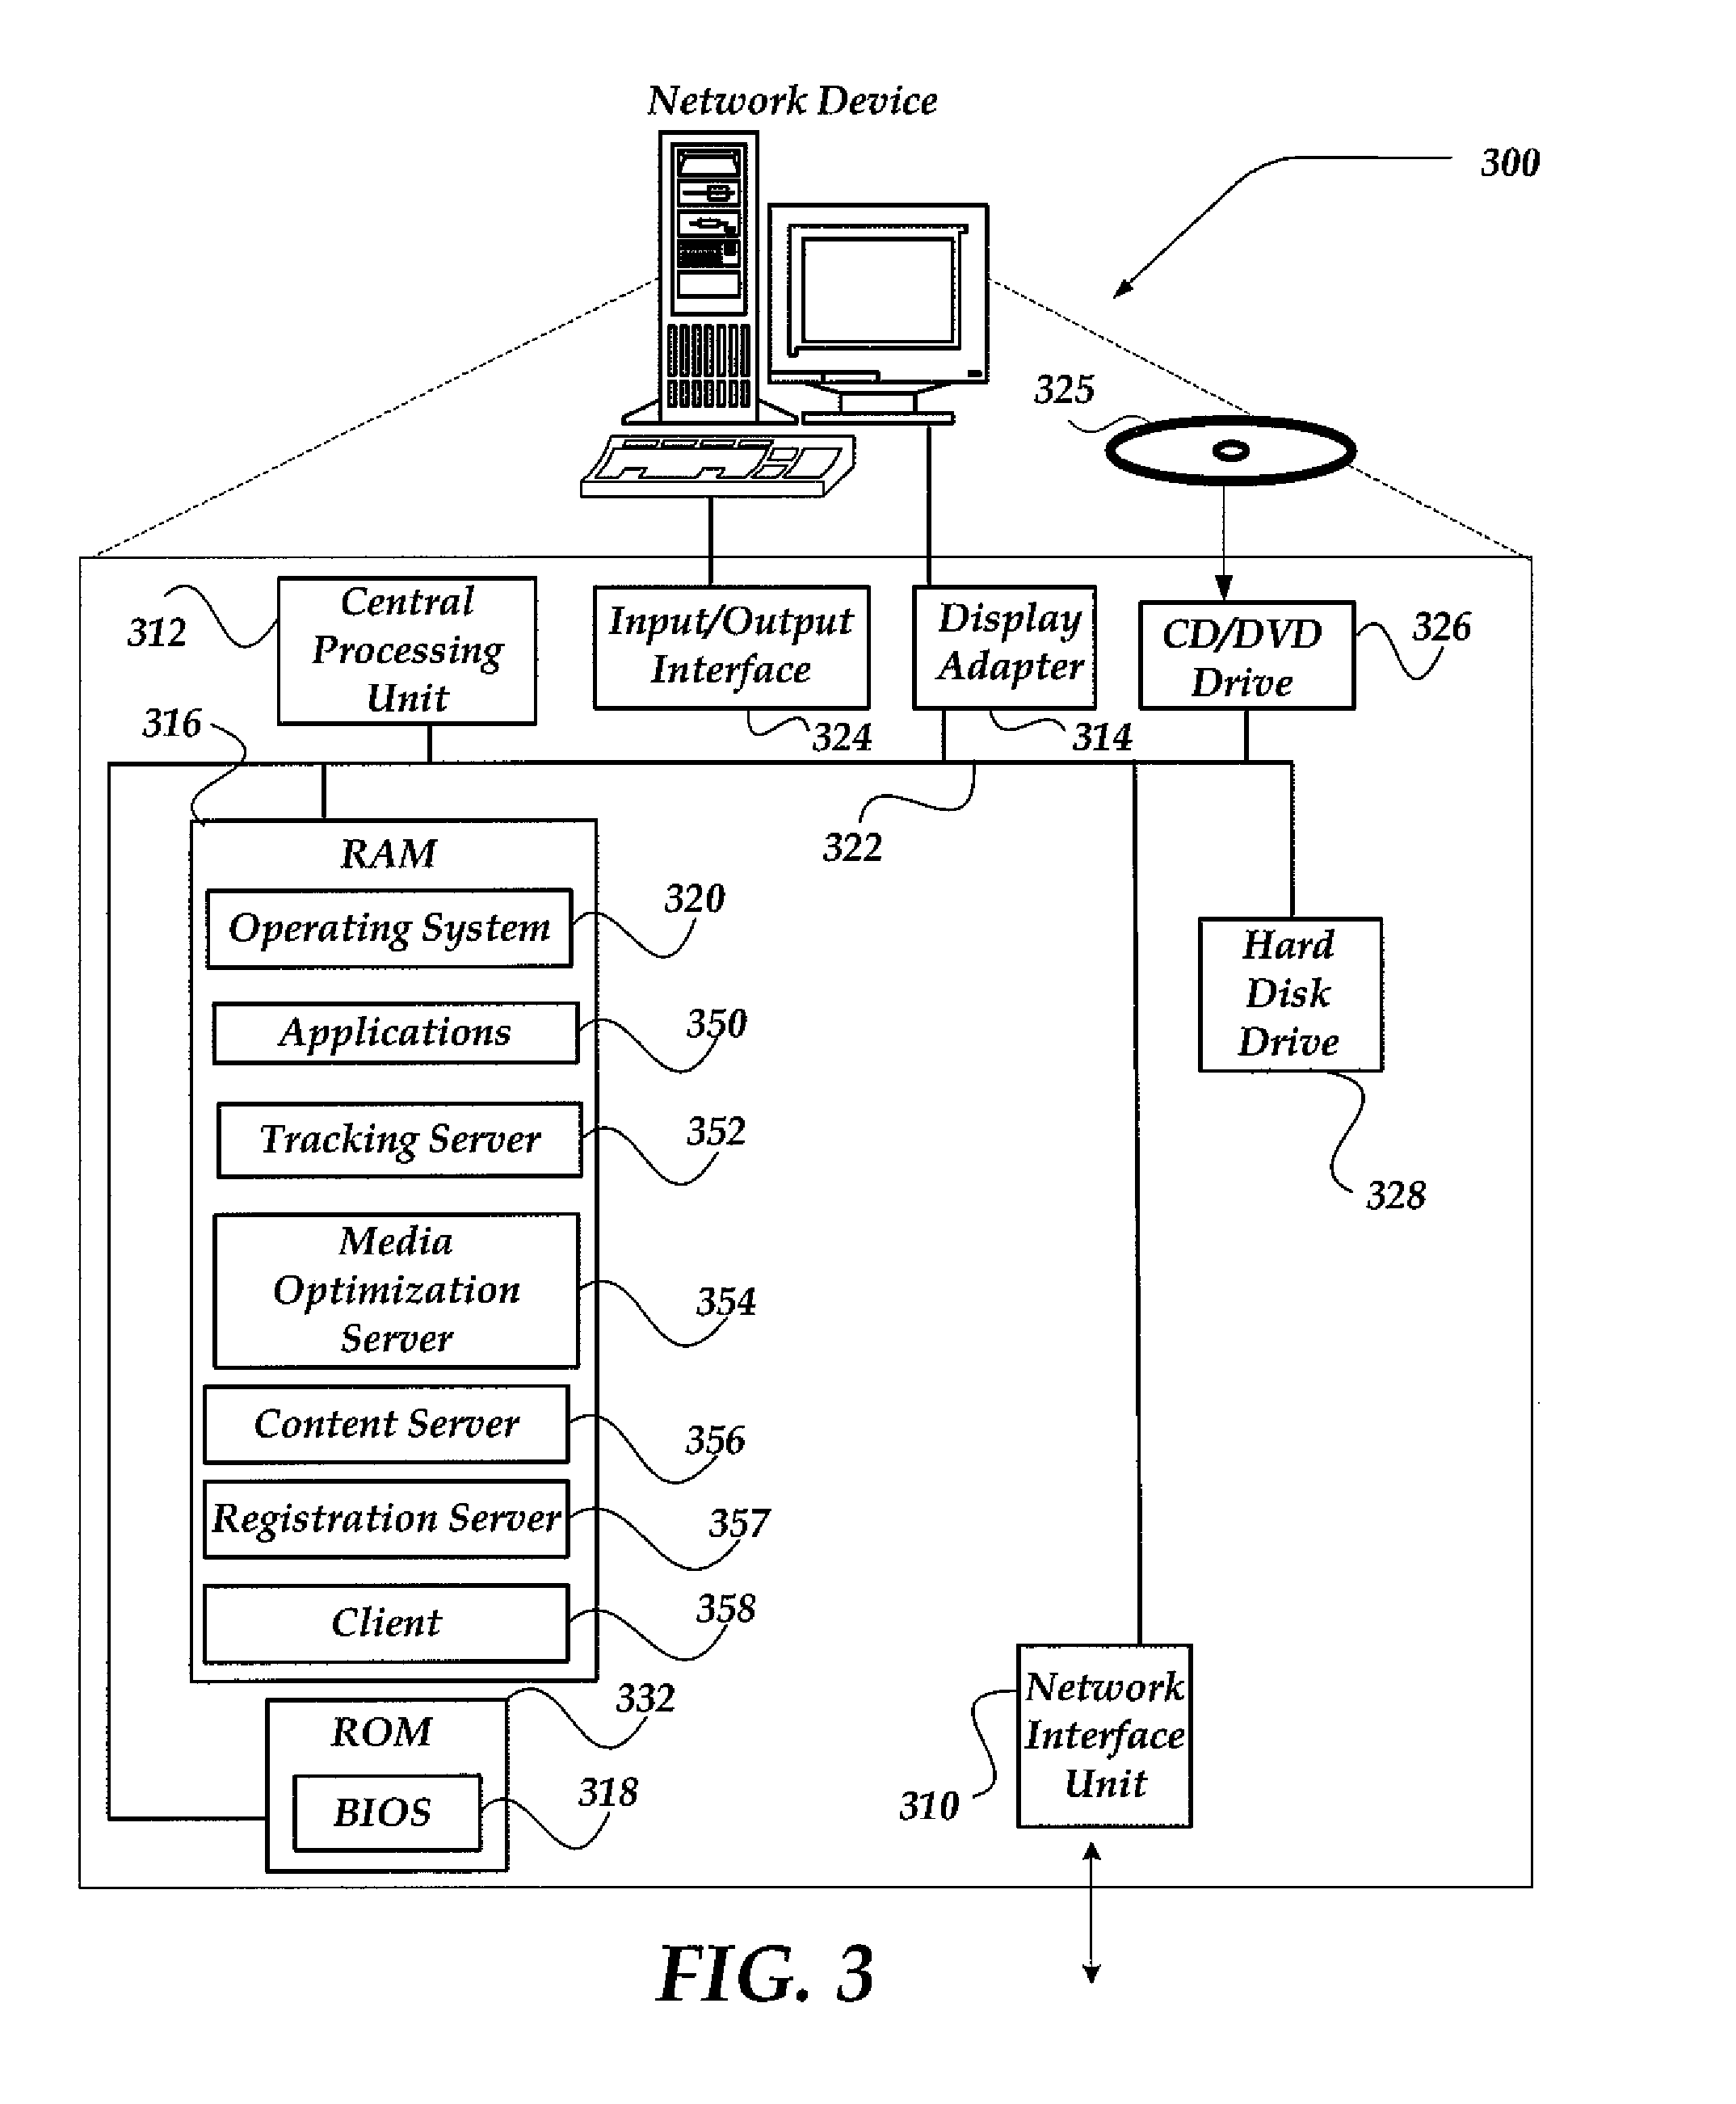 Network Device
300
325
312
Central
Processing
Unit
Input/Output
Interface
324
Display
Adapter
314
CD/DVD
Drive
326
316
322
RAM
Operating System
320
Applications
350
Tracking Server
352
Media
Optimization
Server
354
Content Server
356
Registration Server
357
Client
358
Hard
Disk
Drive
328
332
ROM
BIOS
318
Network
Interface
Unit
310
FIG. 3